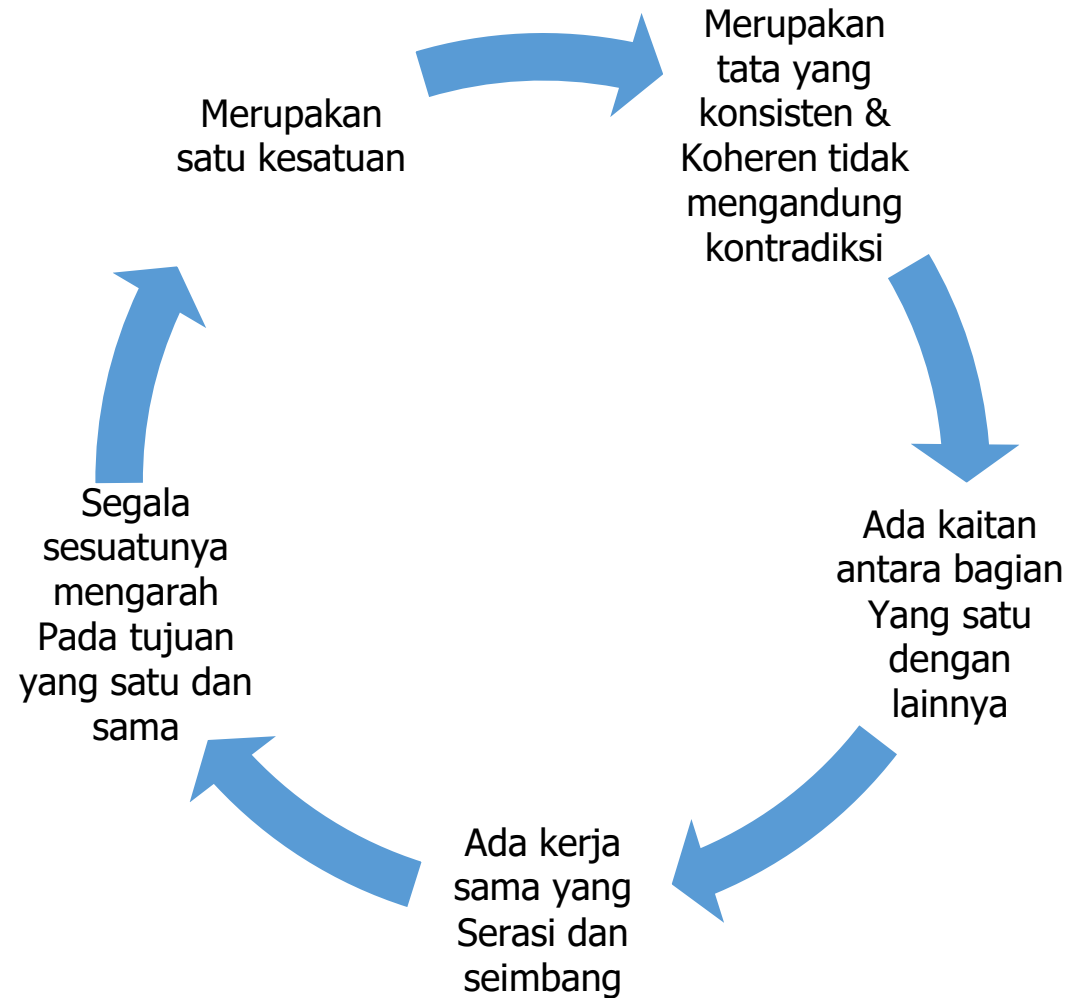 Merupakan
satu kesatuan
Merupakan
tata yang
konsisten &
Koheren tidak
mengandung
kontradiksi
Ada kaitan
antara bagian
Yang satu
dengan
lainnya
Ada kerja
sama yang
Serasi dan
seimbang
Segala
sesuatunya
mengarah
Pada tujuan
yang satu dan
sama